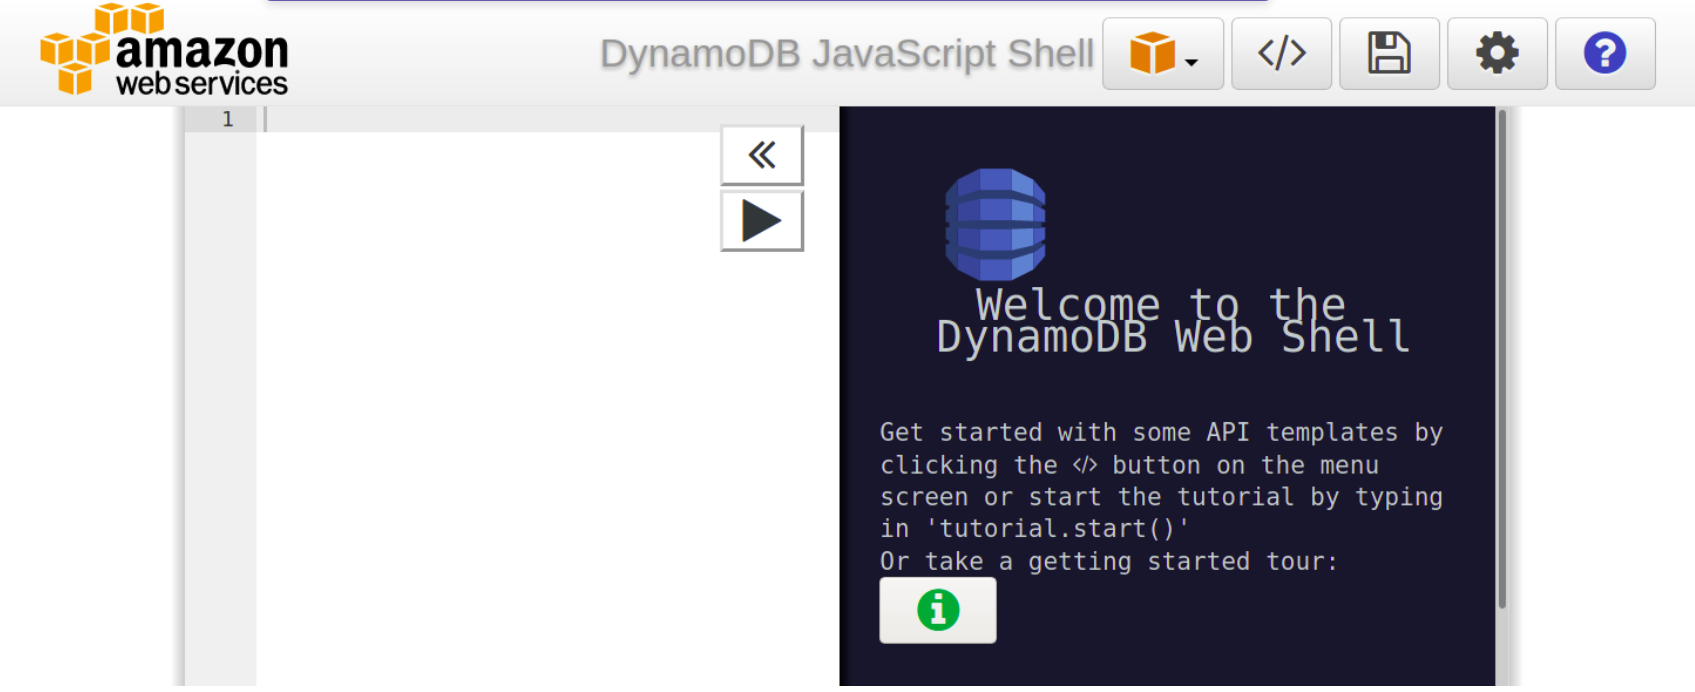 amazon
web services
DynamoDB JavaScript Shell
</>
?
1
Welcome to the
DynamoDB Web Shell
Get started with some API templates by
clicking the </> button on the menu
screen or start the tutorial by typing
in 'tutorial.start()'
Or take a getting started tour: